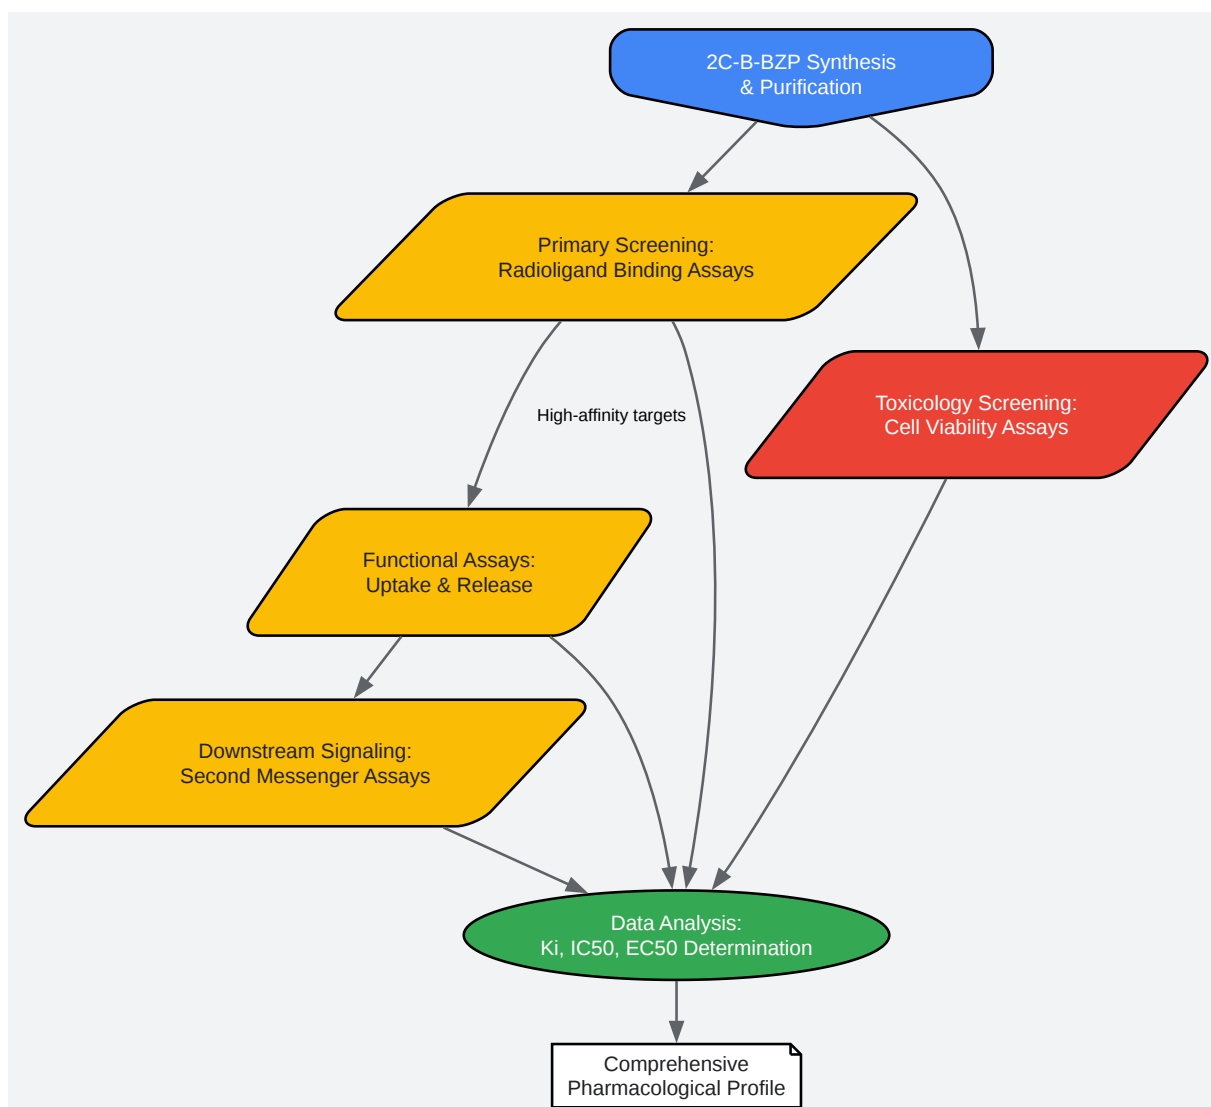 2C-B-BZP Synthesis
& Purification
Primary Screening:
Radioligand Binding Assays
Toxicology Screening:
Cell Viability Assays
High-affinity targets
Functional Assays:
Uptake & Release
Downstream Signaling:
Second Messenger Assays
Data Analysis:
Ki, IC50, EC50 Determination
Comprehensive
Pharmacological Profile